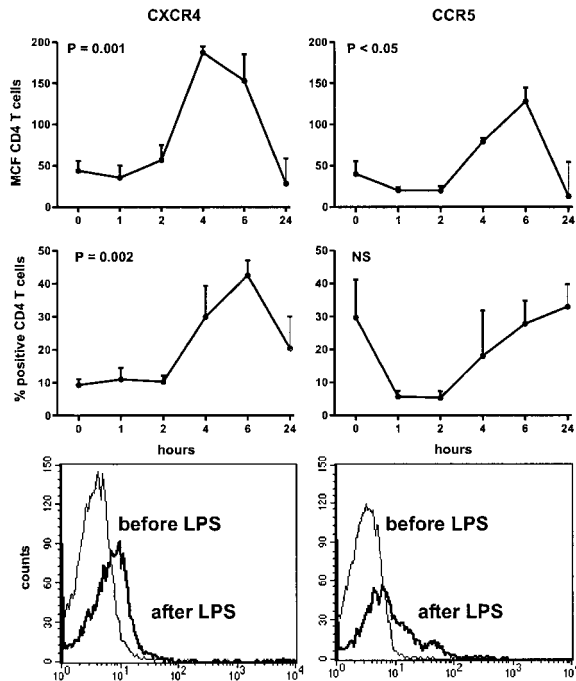 CXCR4
CCR5
P = 0.001
P < 0.05
MCF CD4 T cells
200
150
100
50
0
0 1 2 4 6 24
200
150
100
50
0
0 1 2 4 6 24
P = 0.002
NS
% positive CD4 T cells
50
40
30
20
10
0
0 1 2 4 6 24
50
40
30
20
10
0
0 1 2 4 6 24
hours
hours
counts
150
120
90
60
30
0
before LPS
after LPS
10^0 10^1 10^2 10^3 10^4
150
120
90
60
30
0
before LPS
after LPS
10^0 10^1 10^2 10^3 10^4